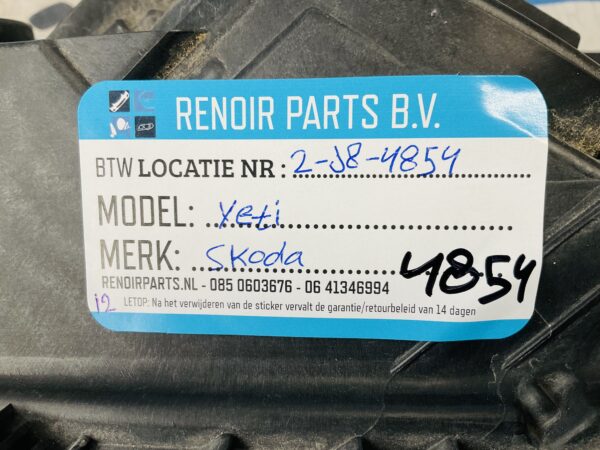 RENOIR PARTS B.V.
BTW LOCATIE NR : 2-J8-4854
MODEL: Yeti
MERK: Skoda
4854
RENOIRPARTS.NL - 085 0603676 - 06 41346994
12
LETOP: Na het verwijderen van de sticker vervalt de garantie/retourbeleid van 14 dagen